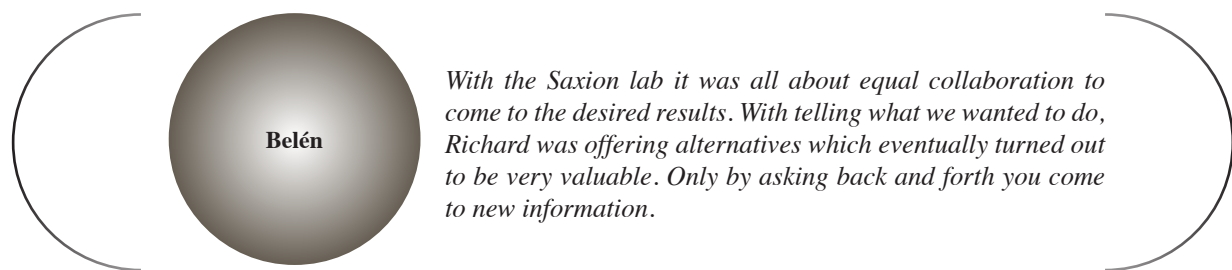 Belén
With the Saxion lab it was all about equal collaboration to
come to the desired results. With telling what we wanted to do,
Richard was offering alternatives which eventually turned out
to be very valuable. Only by asking back and forth you come
to new information.